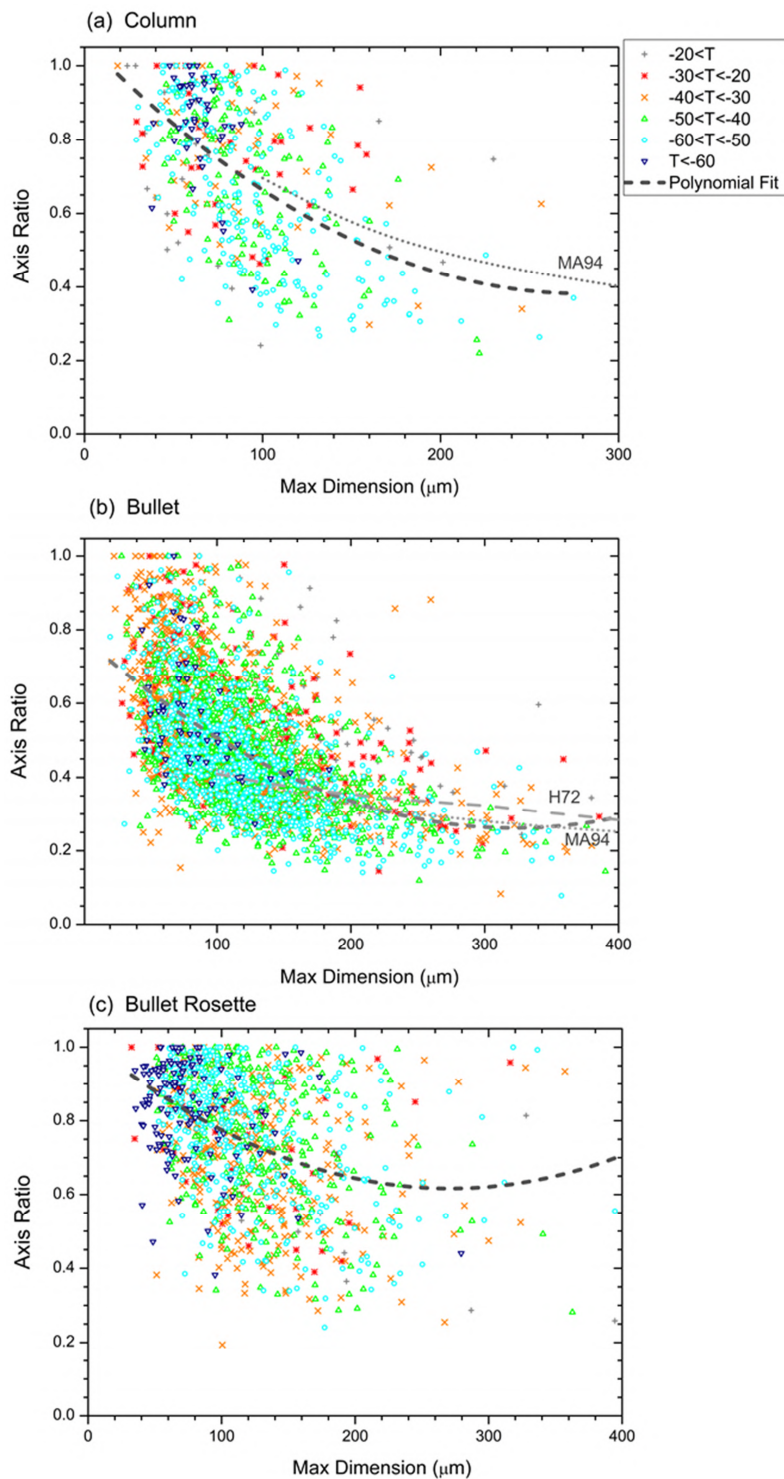 (a) Column
-20<T
-30<T<-20
-40<T<-30
-50<T<-40
-60<T<-50
T<-60
Polynomial Fit
1.0
0.8
0.6
0.4
0.2
0.0
Axis Ratio
MA94
0 100 200 300
Max Dimension (μm)
(b) Bullet
1.0
0.8
0.6
0.4
0.2
0.0
Axis Ratio
H72
MA94
100 200 300 400
Max Dimension (μm)
(c) Bullet Rosette
1.0
0.8
0.6
0.4
0.2
0.0
Axis Ratio
0 100 200 300 400
Max Dimension (μm)